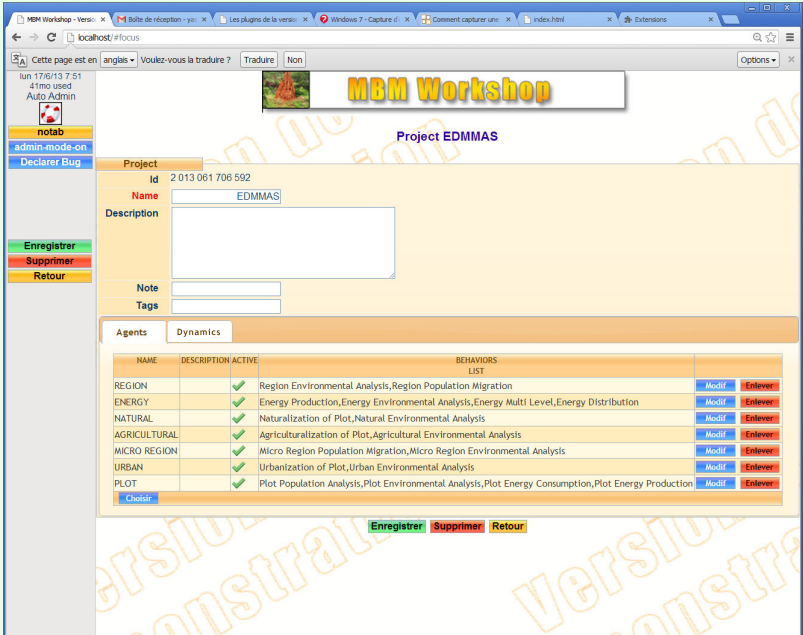 MBM Workshop - Versio
Boîte de réception - ya
Les plugins de la version
Windows 7 - Capture d'
Comment capturer une
index.html
Extensions
localhost/#focus
Cette page est en anglais Voulez-vous la traduire ? Traduire Non Options
lun 17/6/13 7:51
41mo used
Auto Admin
notab
admin-mode-on
Declarer Bug
Enregistrer
Supprimer
Retour
MBM Workshop
Project EDMMAS
Project
Id 2 013 061 706 592
Name EDMMAS
Description
Note
Tags
Agents Dynamics
NAME DESCRIPTION ACTIVE BEHAVIORS
LIST
REGION Region Environmental Analysis,Region Population Migration Modif Enlever
ENERGY Energy Production,Energy Environmental Analysis,Energy Multi Level,Energy Distribution Modif Enlever
NATURAL Naturalization of Plot,Natural Environmental Analysis Modif Enlever
AGRICULTURAL Agriculturalization of Plot,Agricultural Environmental Analysis Modif Enlever
MICRO REGION Micro Region Population Migration,Micro Region Environmental Analysis Modif Enlever
URBAN Urbanization of Plot,Urban Environmental Analysis Modif Enlever
PLOT Plot Population Analysis,Plot Environmental Analysis,Plot Energy Consumption,Plot Energy Production Modif Enlever
Choisir
Enregistrer Supprimer Retour